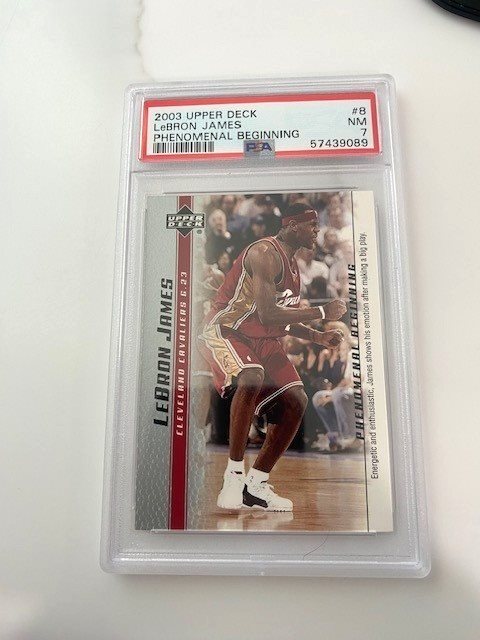 2003 UPPER DECK #8
LeBRON JAMES NM
PHENOMENAL BEGINNING PSA 7
57439089
UPPER
DECK
LEBRON JAMES
CLEVELAND CAVALIERS G 23
PHENOMENAL BEGINNING
Energetic and enthusiastic, James shows his emotion after making a big play.